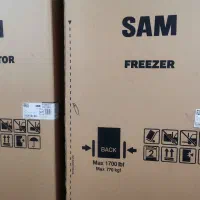 M
TOR
SAM
FREEZER
BACK
Max 1700 lbf
(Max 770 kgf)